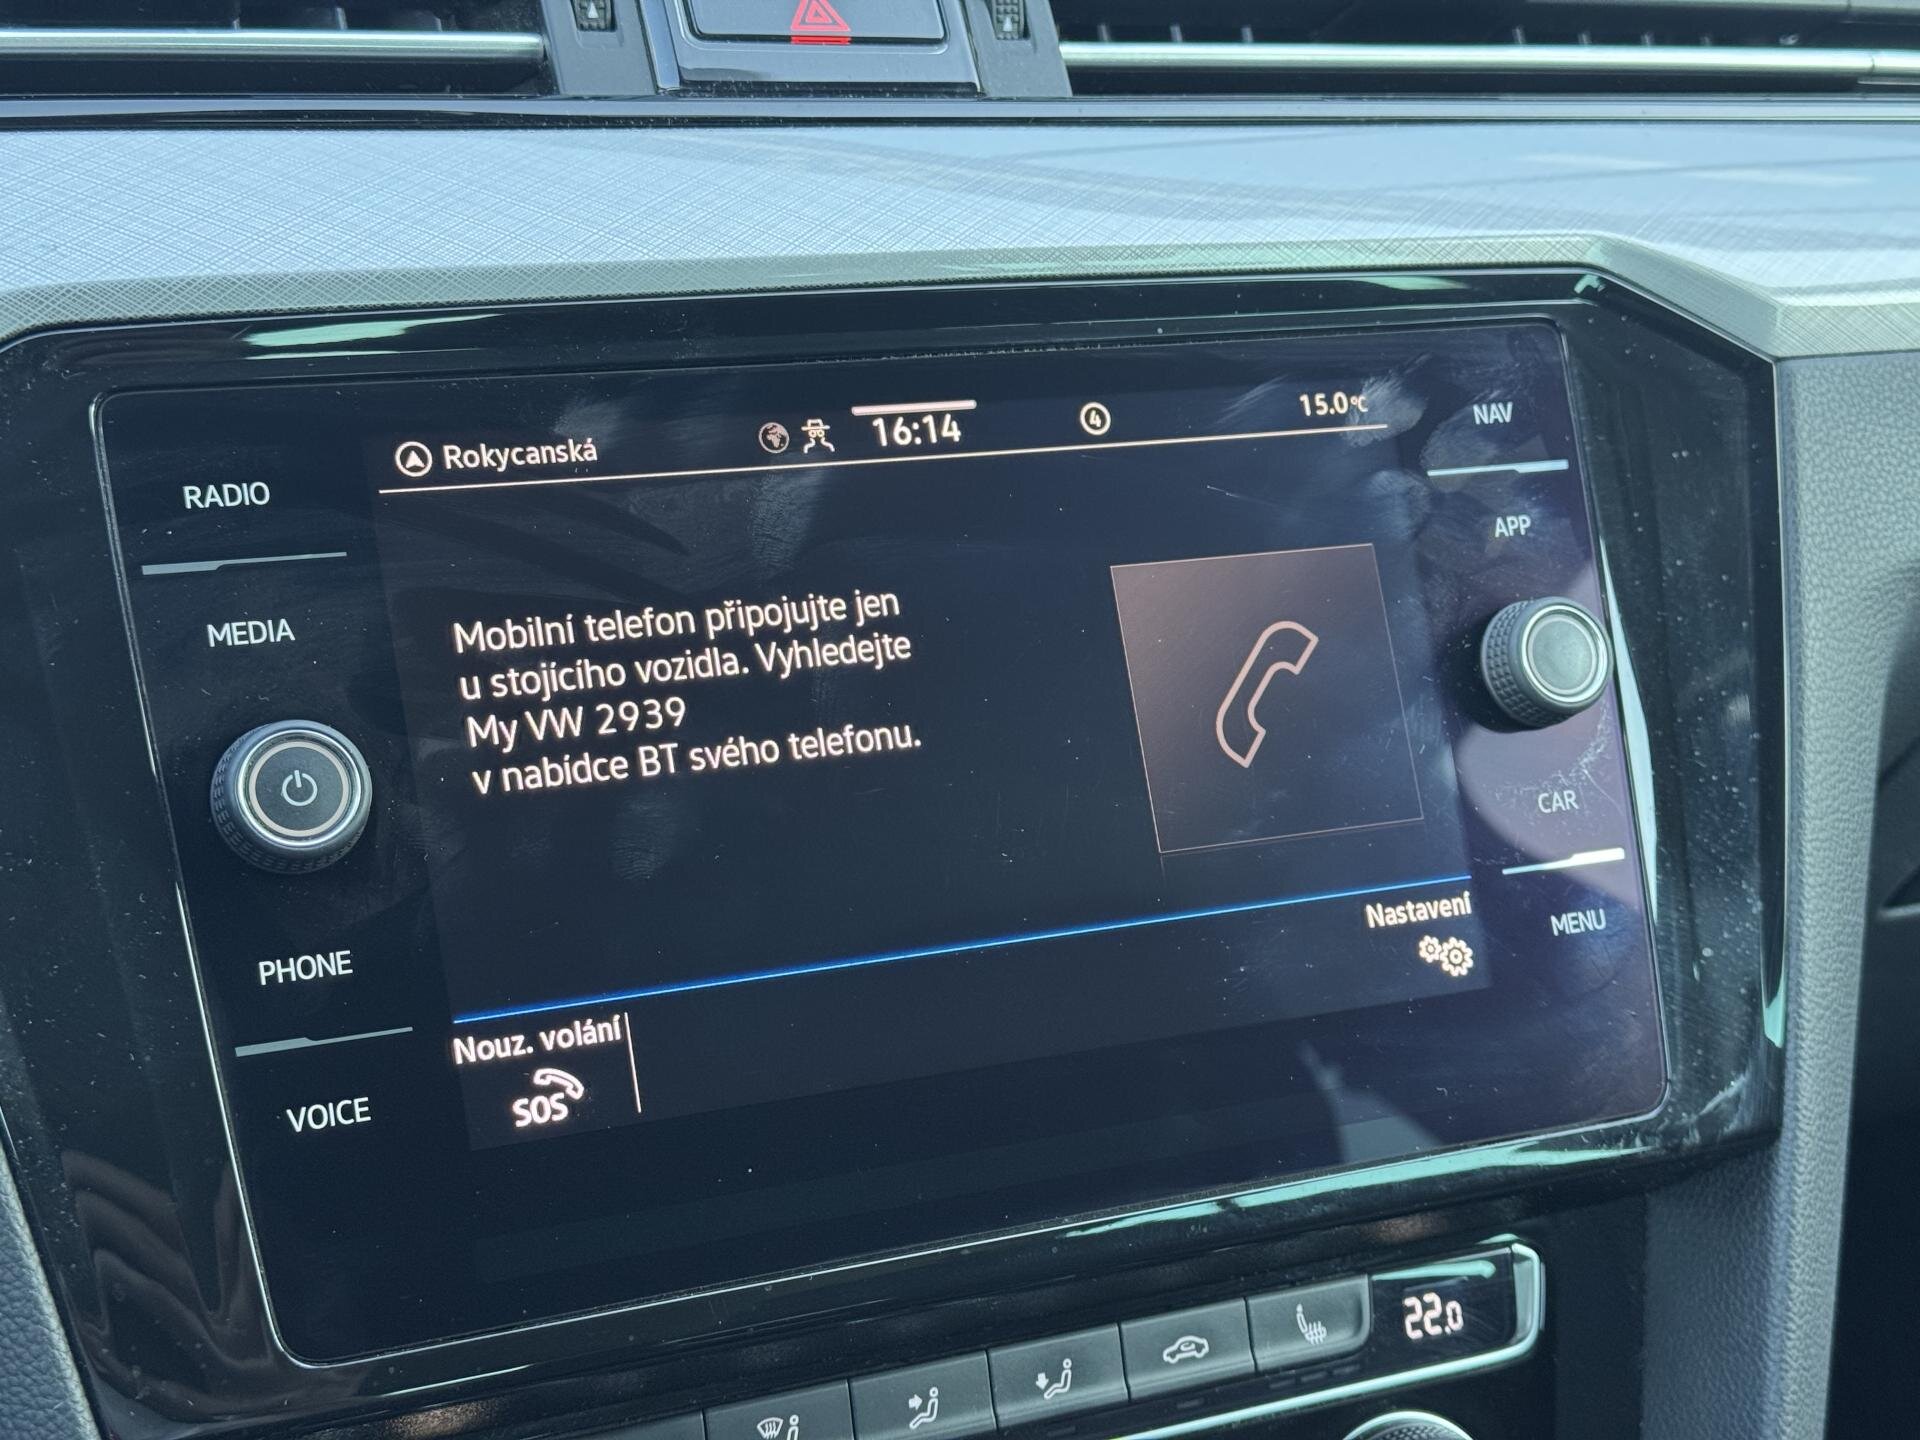 Rokycanská
16:14
4
15.0°C
NAV
RADIO
APP
MEDIA
Mobilní telefon připojujte jen
u stojícího vozidla. Vyhledejte
My VW 2939
v nabídce BT svého telefonu.
CAR
Nastavení
MENU
PHONE
Nouz. volání
SOS
VOICE
22.0